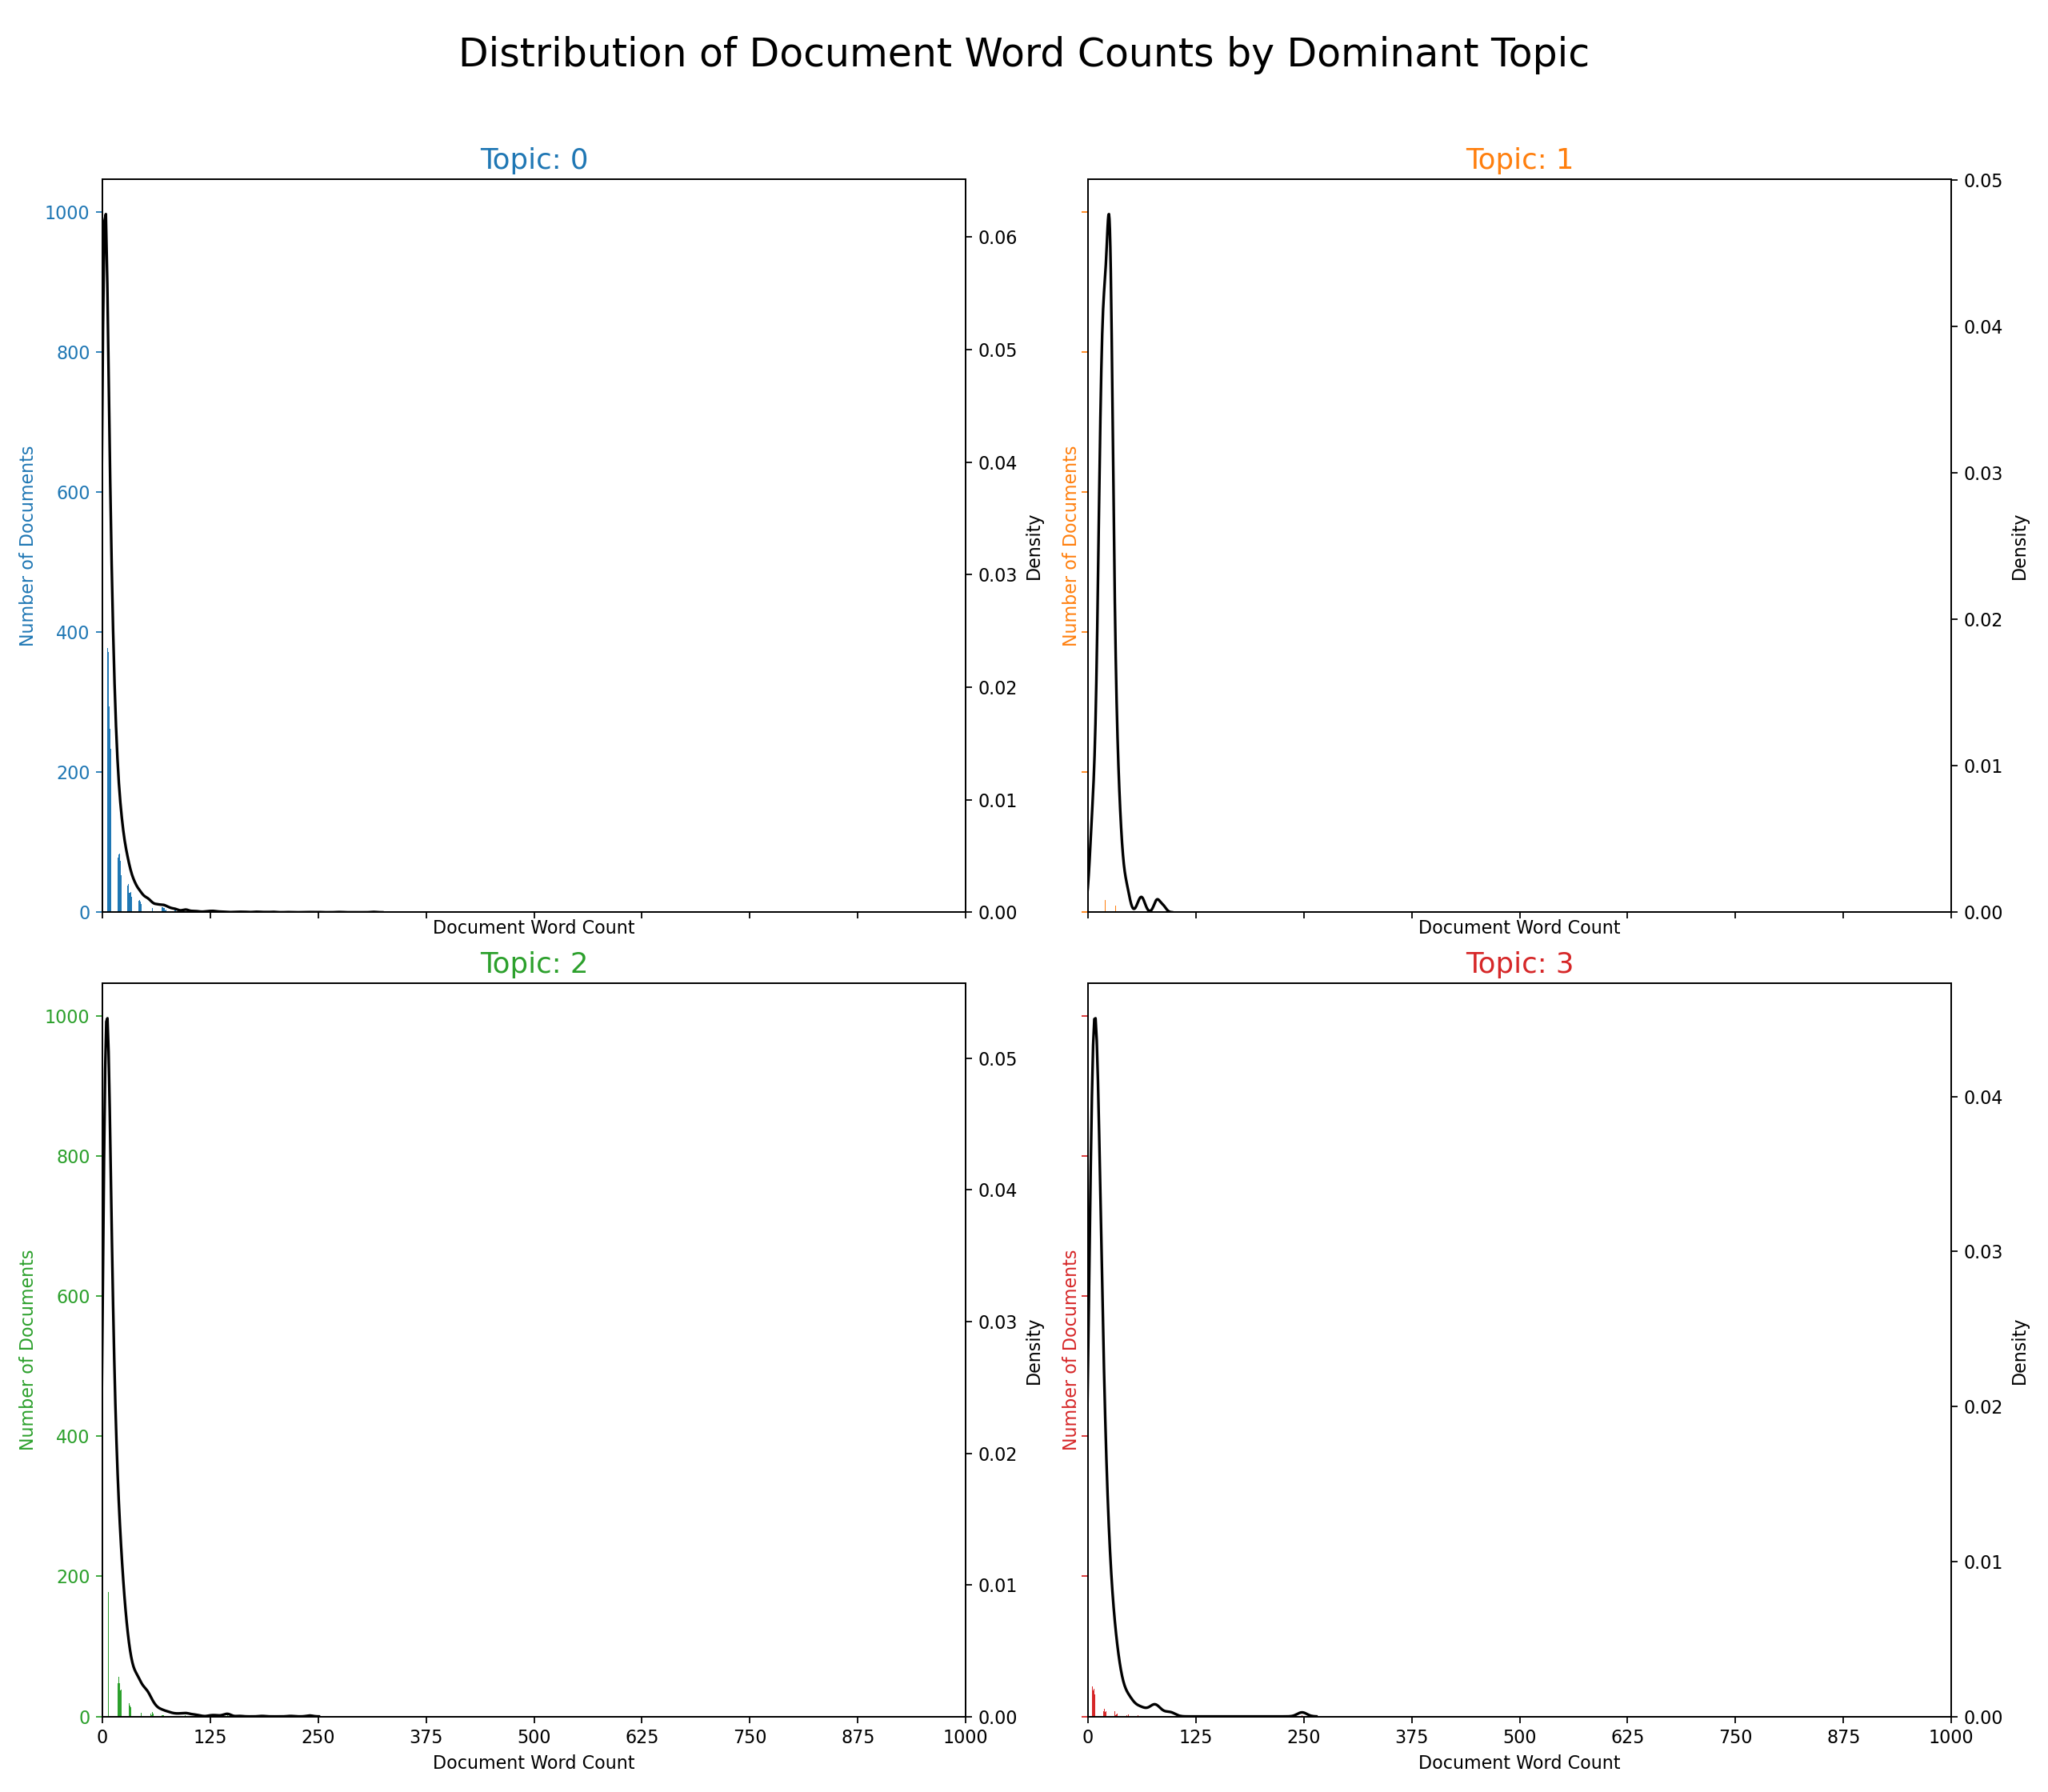 Distribution of Document Word Counts by Dominant Topic
Topic: 0
Number of Documents
1000
800
600
400
200
0
0.06
0.05
0.04
0.03
0.02
0.01
0.00
Density
Document Word Count
Topic: 1
Number of Documents
0.05
0.04
0.03
0.02
0.01
0.00
Density
Document Word Count
Topic: 2
Number of Documents
1000
800
600
400
200
0
0.05
0.04
0.03
0.02
0.01
0.00
Density
0 125 250 375 500 625 750 875 1000
Document Word Count
Topic: 3
Number of Documents
0.04
0.03
0.02
0.01
0.00
Density
0 125 250 375 500 625 750 875 1000
Document Word Count